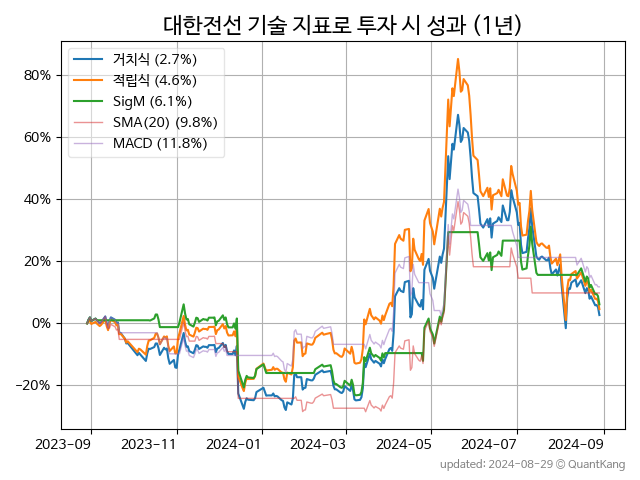 대한전선 기술 지표로 투자 시 성과 (1년)
거치식 (2.7%)
적립식 (4.6%)
SigM (6.1%)
SMA(20) (9.8%)
MACD (11.8%)
80%
60%
40%
20%
0%
−20%
2023-09 2023-11 2024-01 2024-03 2024-05 2024-07 2024-09
updated: 2024-08-29 © QuantKang